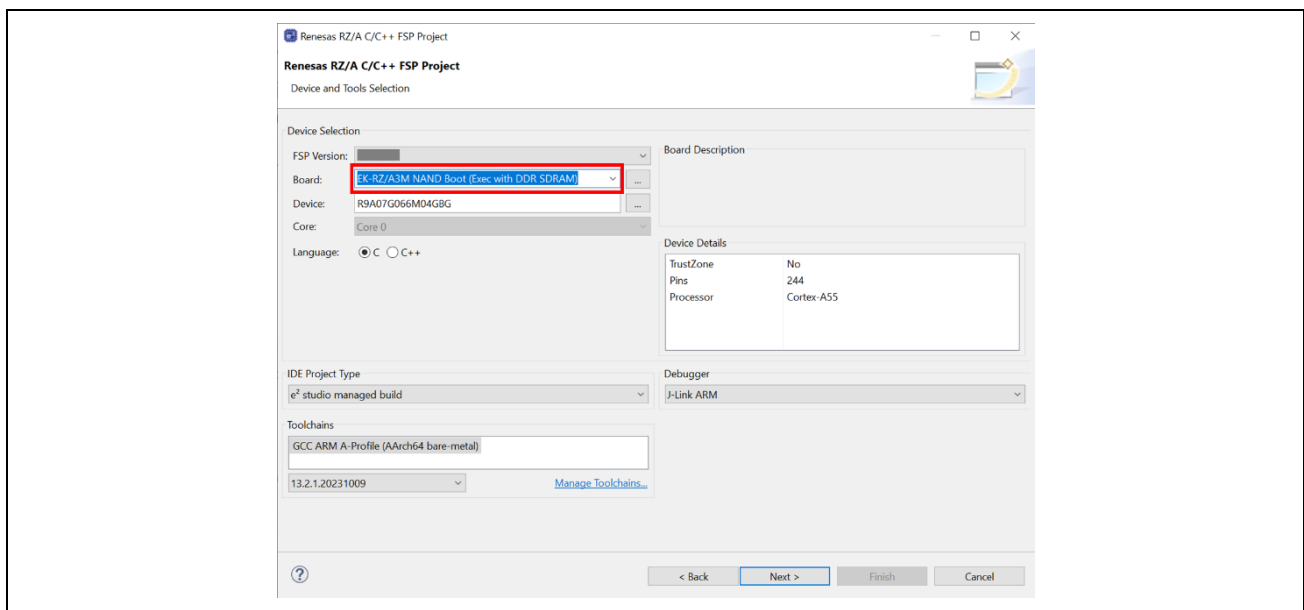 Renesas RZ/A C/C++ FSP Project
Renesas RZ/A C/C++ FSP Project
Device and Tools Selection
Device Selection
FSP Version:
Board: EK-RZ/A3M NAND Boot (Exec with DDR SDRAM) ...
Device: R9A07G066M04GBG ...
Core: Core 0
Language: C C++
Board Description
Device Details
TrustZone No
Pins 244
Processor Cortex-A55
IDE Project Type
e² studio managed build
Debugger
J-Link ARM
Toolchains
GCC ARM A-Profile (AArch64 bare-metal)
13.2.1.20231009 Manage Toolchains...
? < Back Next > Finish Cancel